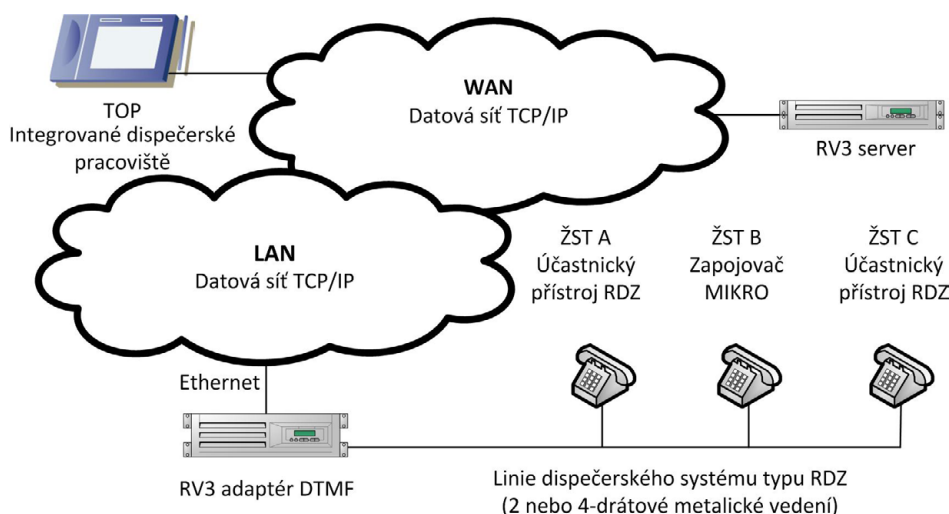 TOP
Integrované dispečerské
pracoviště
WAN
Datová síť TCP/IP
RV3 server
LAN
Datová síť TCP/IP
ŽST A
Účastnický
přístroj RDZ
ŽST B
Zapojovač
MIKRO
ŽST C
Účastnický
přístroj RDZ
Ethernet
RV3 adaptér DTMF
Linie dispečerského systému typu RDZ
(2 nebo 4-drátové metalické vedení)